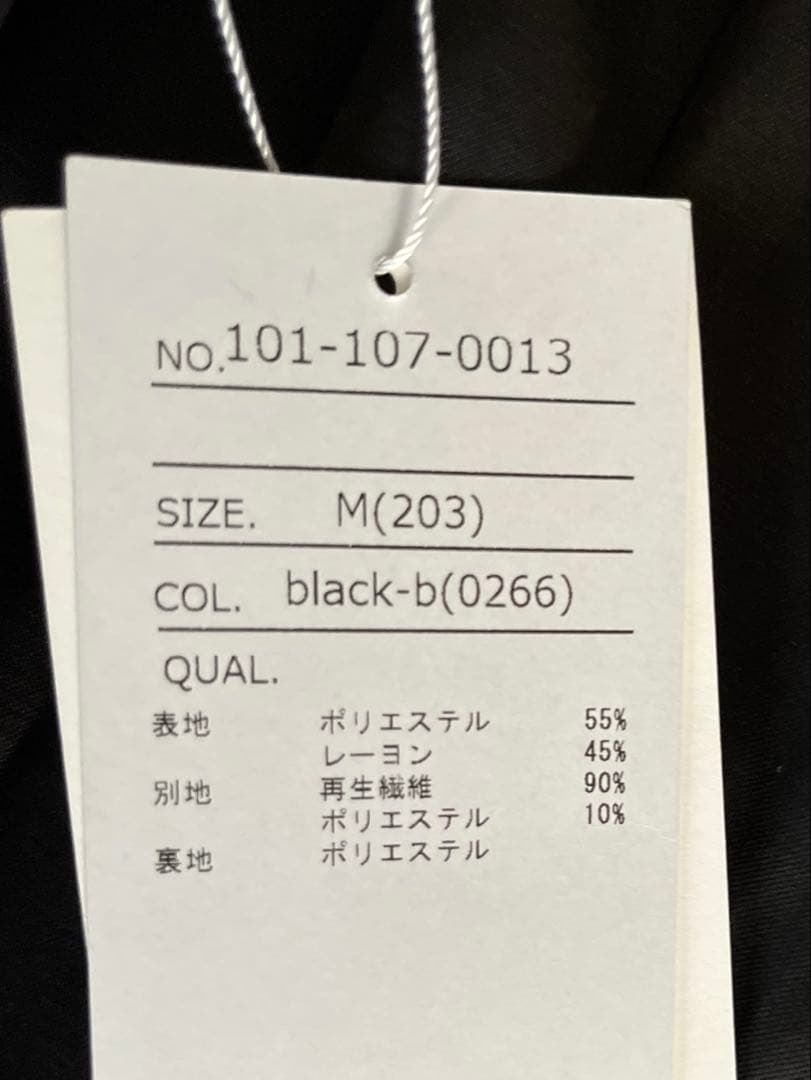 NO.101-107-0013
SIZE. M(203)
COL. black-b(0266)
QUAL.
表地 ポリエステル 55%
レーヨン 45%
別地 再生繊維 90%
ポリエステル 10%
裏地 ポリエステル